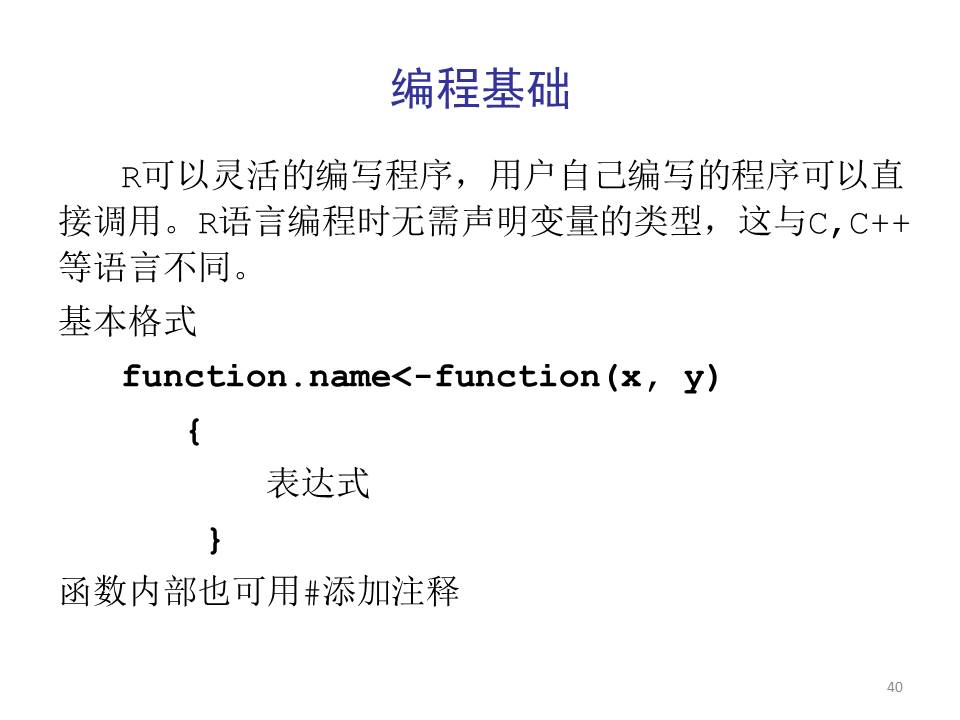 编程基础
R可以灵活的编写程序，用户自己编写的程序可以直
接调用。R语言编程时无需声明变量的类型，这与C,C++
等语言不同。
基本格式
function.name<-function(x, y)
{
表达式
}
函数内部也可用#添加注释
40